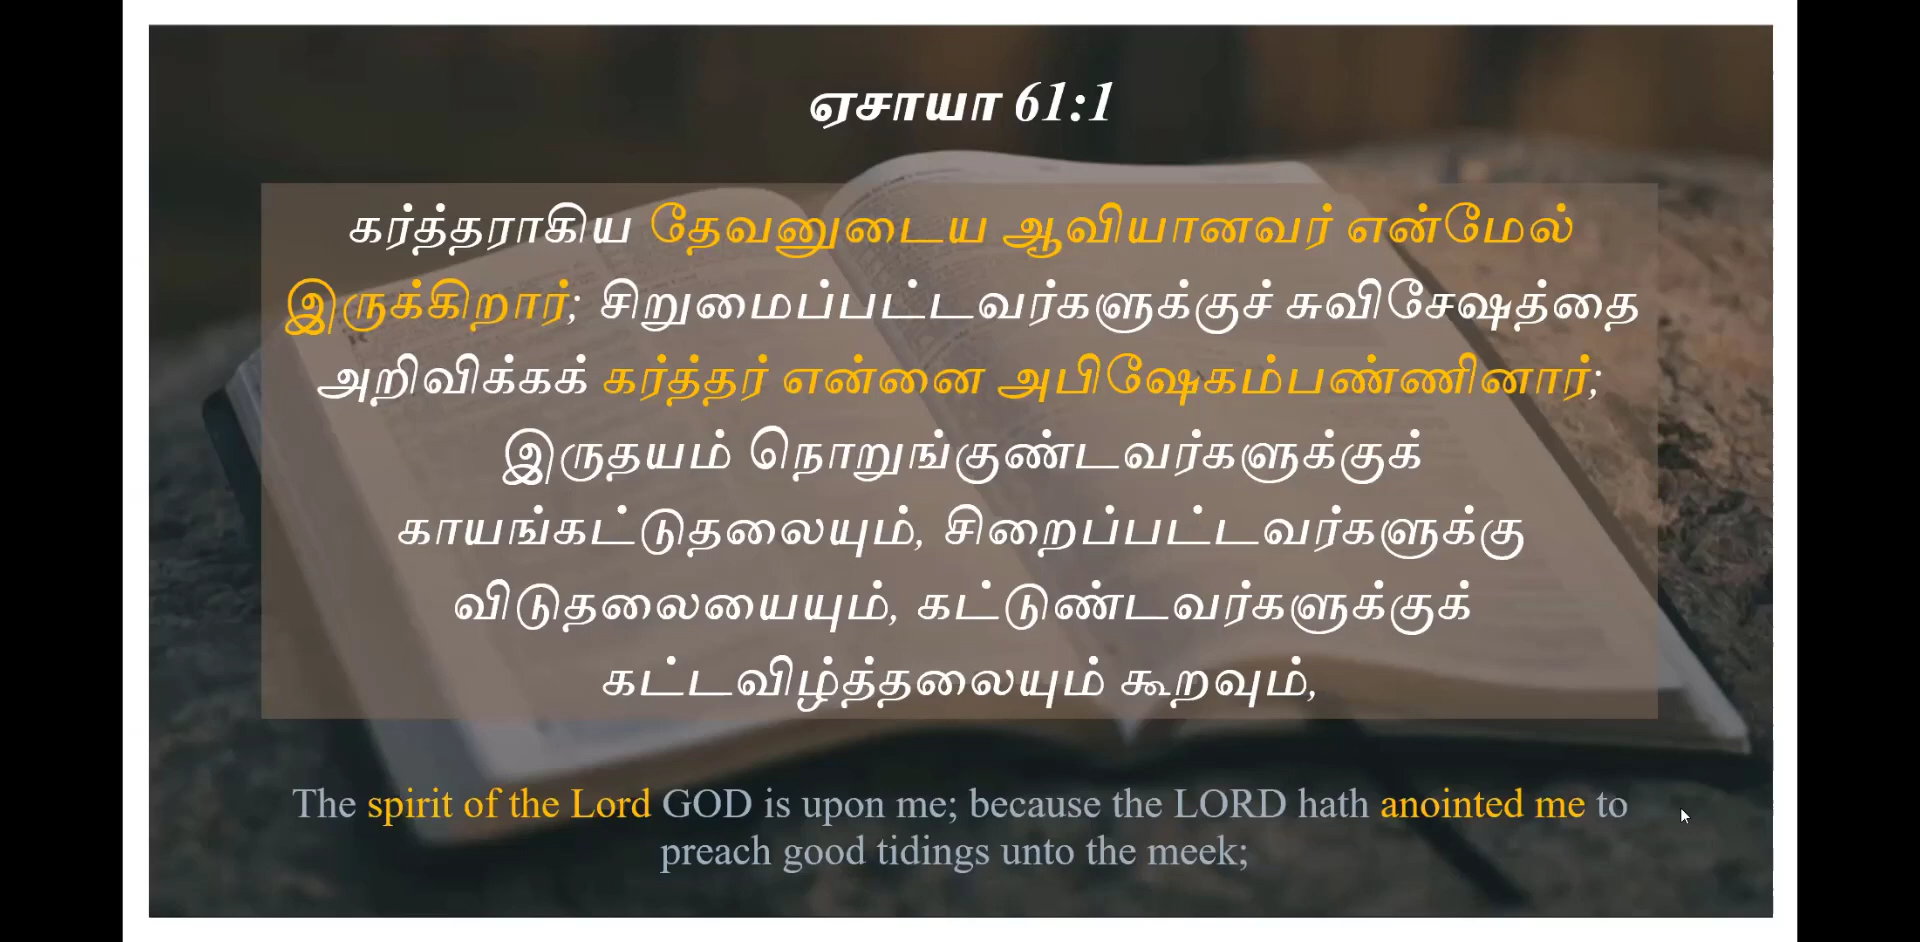 ஏசாயா 61:1
கர்த்தராகிய தேவனுடைய ஆவியானவர் என்மேல்
இருக்கிறார்; சிறுமைப்பட்டவர்களுக்குச் சுவிசேஷத்தை
அறிவிக்கக் கர்த்தர் என்னை அபிஷேகம்பண்ணினார்;
இருதயம் நொறுங்குண்டவர்களுக்குக்
காயங்கட்டுதலையும், சிறைப்பட்டவர்களுக்கு
விடுதலையையும், கட்டுண்டவர்களுக்குக்
கட்டவிழ்த்தலையும் கூறவும்,
The spirit of the Lord GOD is upon me; because the LORD hath anointed me to
preach good tidings unto the meek;